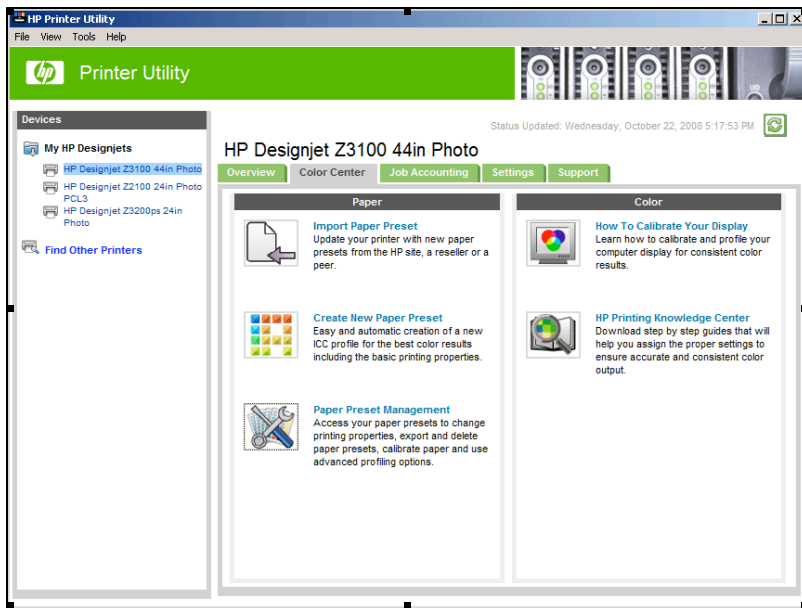 HP Printer Utility
File View Tools Help
hp Printer Utility
UID
Devices
My HP Designjets
HP Designjet Z3100 44in Photo
HP Designjet Z2100 24in Photo
PCL3
HP Designjet Z3200ps 24in
Photo
Find Other Printers
Status Updated: Wednesday, October 22, 2008 5:17:53 PM
HP Designjet Z3100 44in Photo
Overview Color Center Job Accounting Settings Support
Paper
Import Paper Preset
Update your printer with new paper
presets from the HP site, a reseller or a
peer.
Create New Paper Preset
Easy and automatic creation of a new
ICC profile for the best color results
including the basic printing properties.
Paper Preset Management
Access your paper presets to change
printing properties, export and delete
paper presets, calibrate paper and use
advanced profiling options.
Color
How To Calibrate Your Display
Learn how to calibrate and profile your
computer display for consistent color
results.
HP Printing Knowledge Center
Download step by step guides that will
help you assign the proper settings to
ensure accurate and consistent color
output.